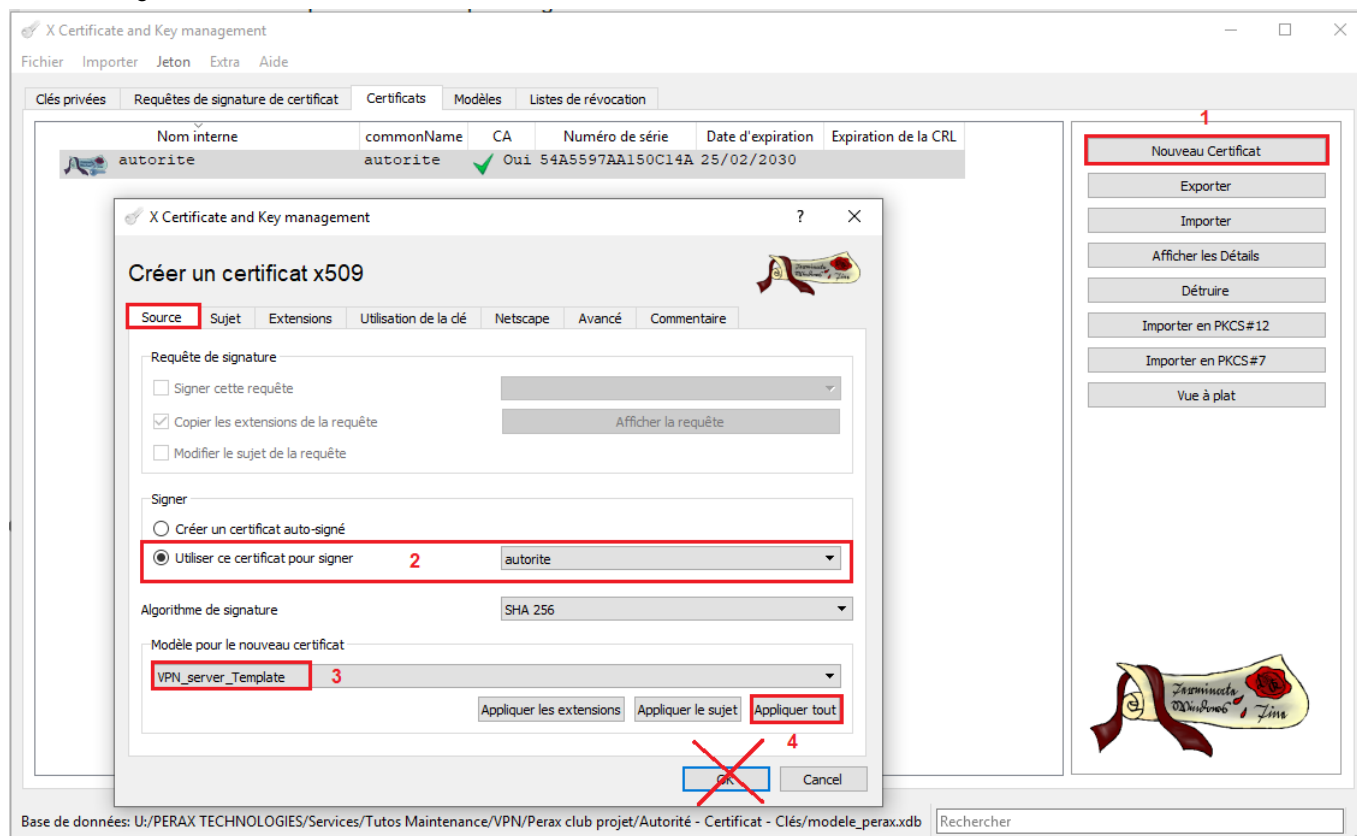 X Certificate and Key management
Fichier Importer Jeton Extra Aide
Clés privées Requêtes de signature de certificat Certificats Modèles Listes de révocation
1
Nom interne commonName CA Numéro de série Date d'expiration Expiration de la CRL
autorite autorite Oui 54A5597AA150C14A 25/02/2030
Nouveau Certificat
Exporter
Importer
Afficher les Détails
Détruire
Importer en PKCS#12
Importer en PKCS#7
Vue à plat
X Certificate and Key management ?
Créer un certificat x509
Source Sujet Extensions Utilisation de la clé Netscape Avancé Commentaire
Requête de signature
Signer cette requête
Copier les extensions de la requête Afficher la requête
Modifier le sujet de la requête
Signer
Créer un certificat auto-signé
Utiliser ce certificat pour signer 2 autorite
Algorithme de signature SHA 256
Modèle pour le nouveau certificat
VPN_server_Template 3
Appliquer les extensions Appliquer le sujet Appliquer tout
4
OK Cancel
Base de données: U:/PERAX TECHNOLOGIES/Services/Tutos Maintenance/VPN/Perax club projet/Autorité - Certificat - Clés/modele_perax.xdb Rechercher